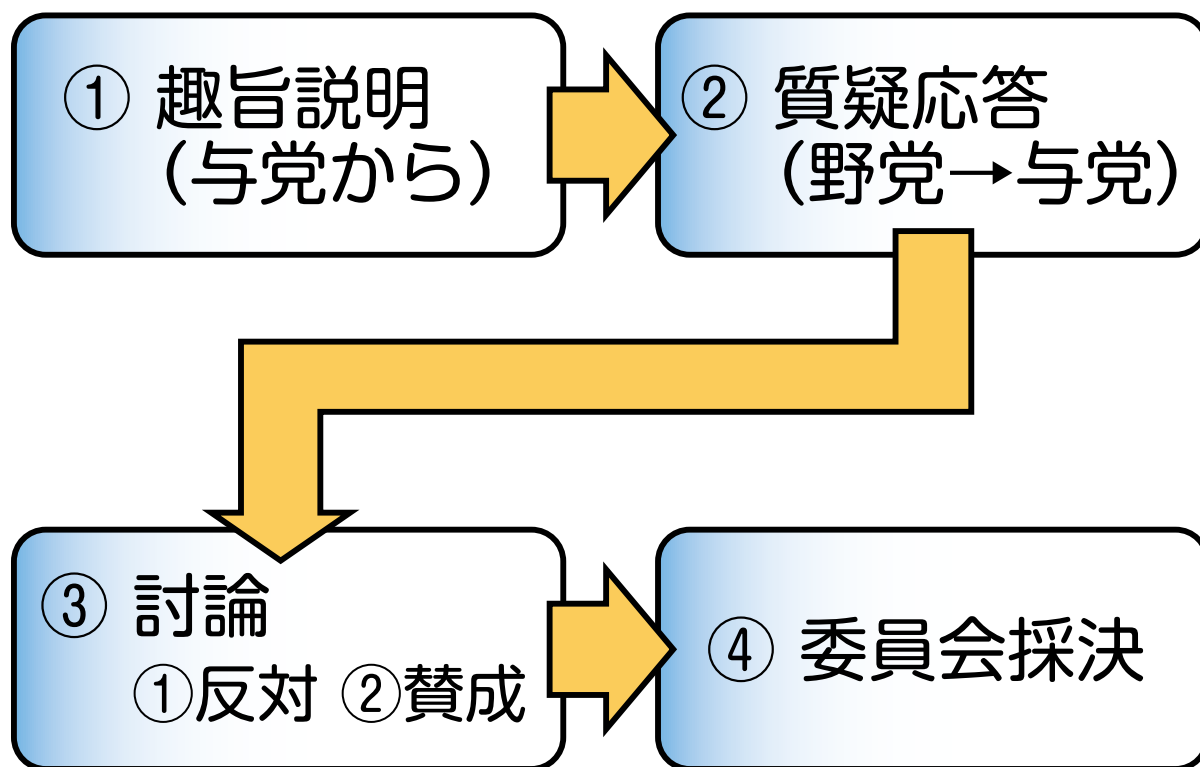 ① 趣旨説明
(与党から)
② 質疑応答
(野党→与党)
③ 討論
①反対 ②賛成
④ 委員会採決